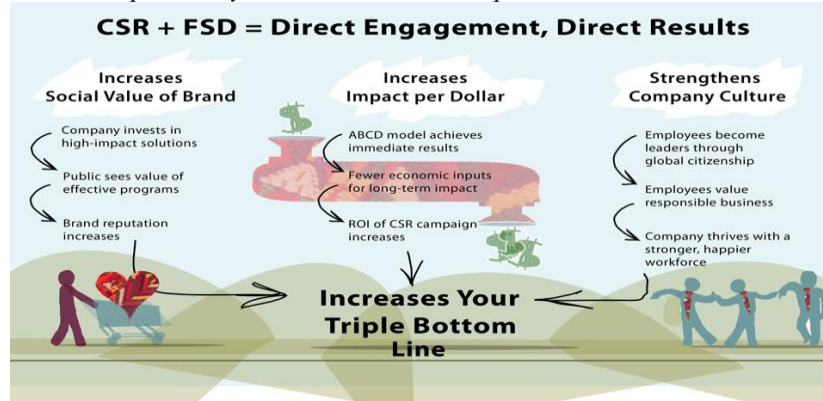 CSR + FSD = Direct Engagement, Direct Results
Increases
Social Value of Brand
Company invests in
high-impact solutions
Public sees value of
effective programs
Brand reputation
increases
Increases
Impact per Dollar
$
ABCD model achieves
immediate results
Fewer economic inputs
for long-term impact
ROI of CSR campaign
increases
$$$
Strengthens
Company Culture
Employees become
leaders through
global citizenship
Employees value
responsible business
Company thrives with a
stronger, happier
workforce
Increases Your
Triple Bottom
Line